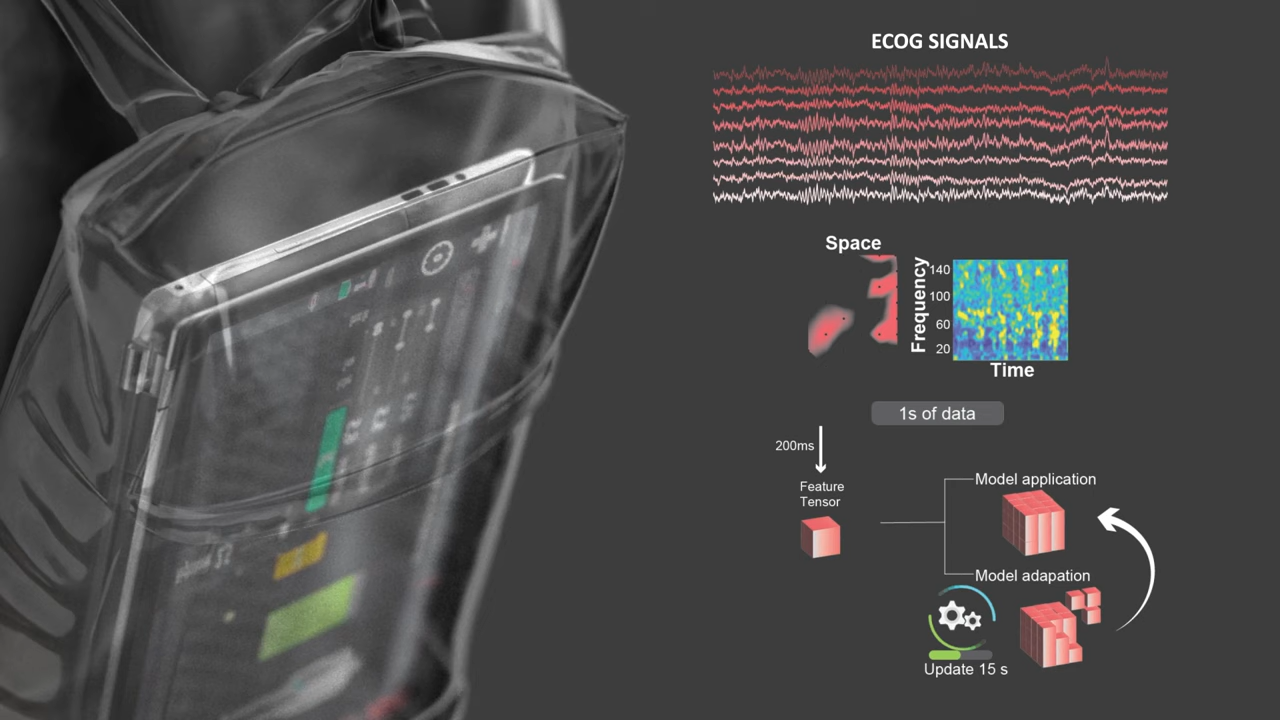 ECOG SIGNALS
Space
Frequency
140
100
60
20
Time
1s of data
200ms
Feature
Tensor
Model application
Model adapation
Update 15 s